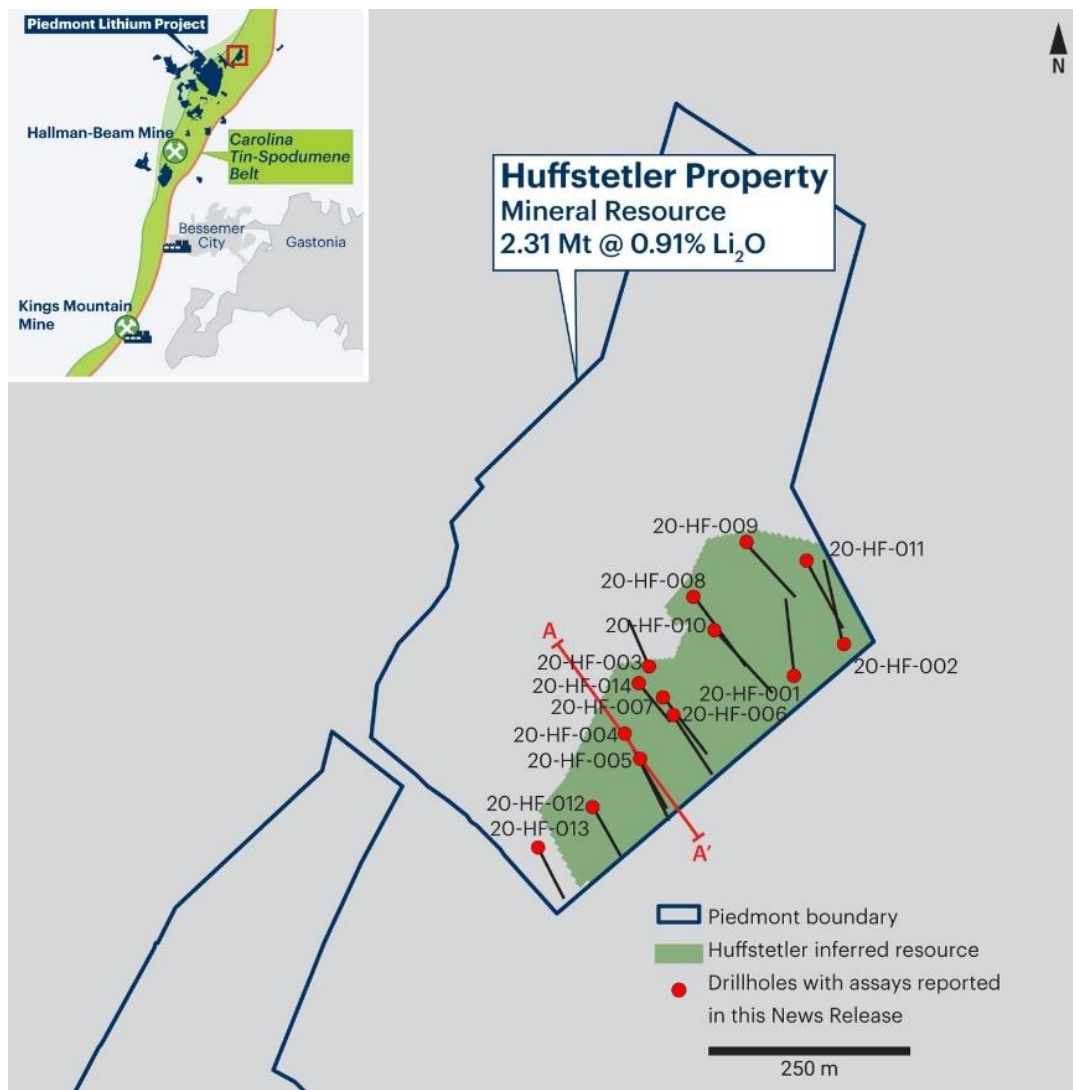 Piedmont Lithium Project
Hallman-Beam Mine
Carolina
Tin-Spodumene
Belt
Bessemer
City
Gastonia
Kings Mountain
Mine
N
Huffstetler Property
Mineral Resource
2.31 Mt @ 0.91% Li₂O
20-HF-009
20-HF-011
20-HF-008
20-HF-010
A
20-HF-003
20-HF-002
20-HF-014
20-HF-001
20-HF-007
20-HF-006
20-HF-004
20-HF-005
20-HF-012
20-HF-013
A'
Piedmont boundary
Huffstetler inferred resource
Drillholes with assays reported
in this News Release
250 m